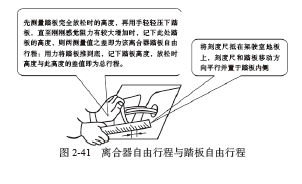 先测量踏板完全放松时的高度，再用手轻轻压下踏
板，直至刚刚感觉阻力有较大增加时，记下此处踏
板的高度，则两测量值之差即为该离合器踏板自由
行程；用力将踏板推到底，记下踏板高度，放松时
高度与此高度的差值即为总行程。
将刻度尺抵在驾驶室地板
上，刻度尺和踏板移动方
向平行并置于踏板内侧
图 2-41 离合器自由行程与踏板自由行程